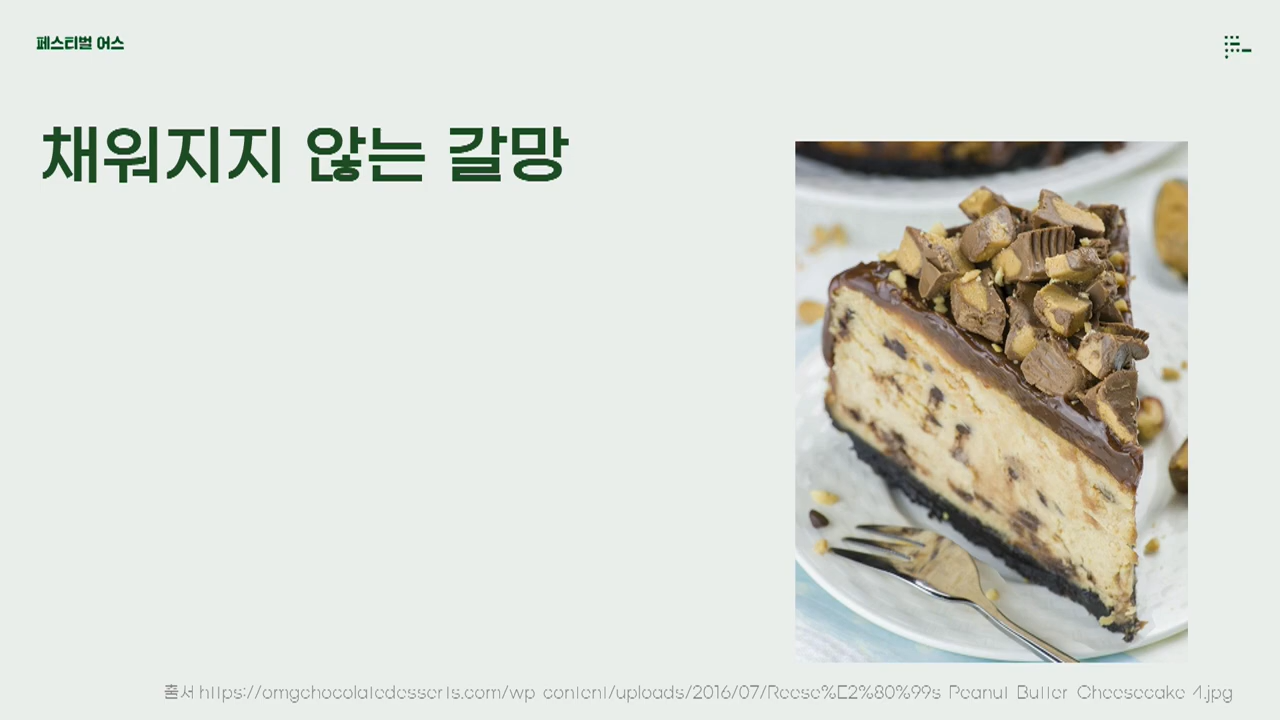 페스티벌 어스
채워지지 않는 갈망
출처 https://omgchocolatedesserts.com/wp-content/uploads/2016/07/Reese%E2%80%99s-Peanut-Butter-Cheesecake-4.jpg